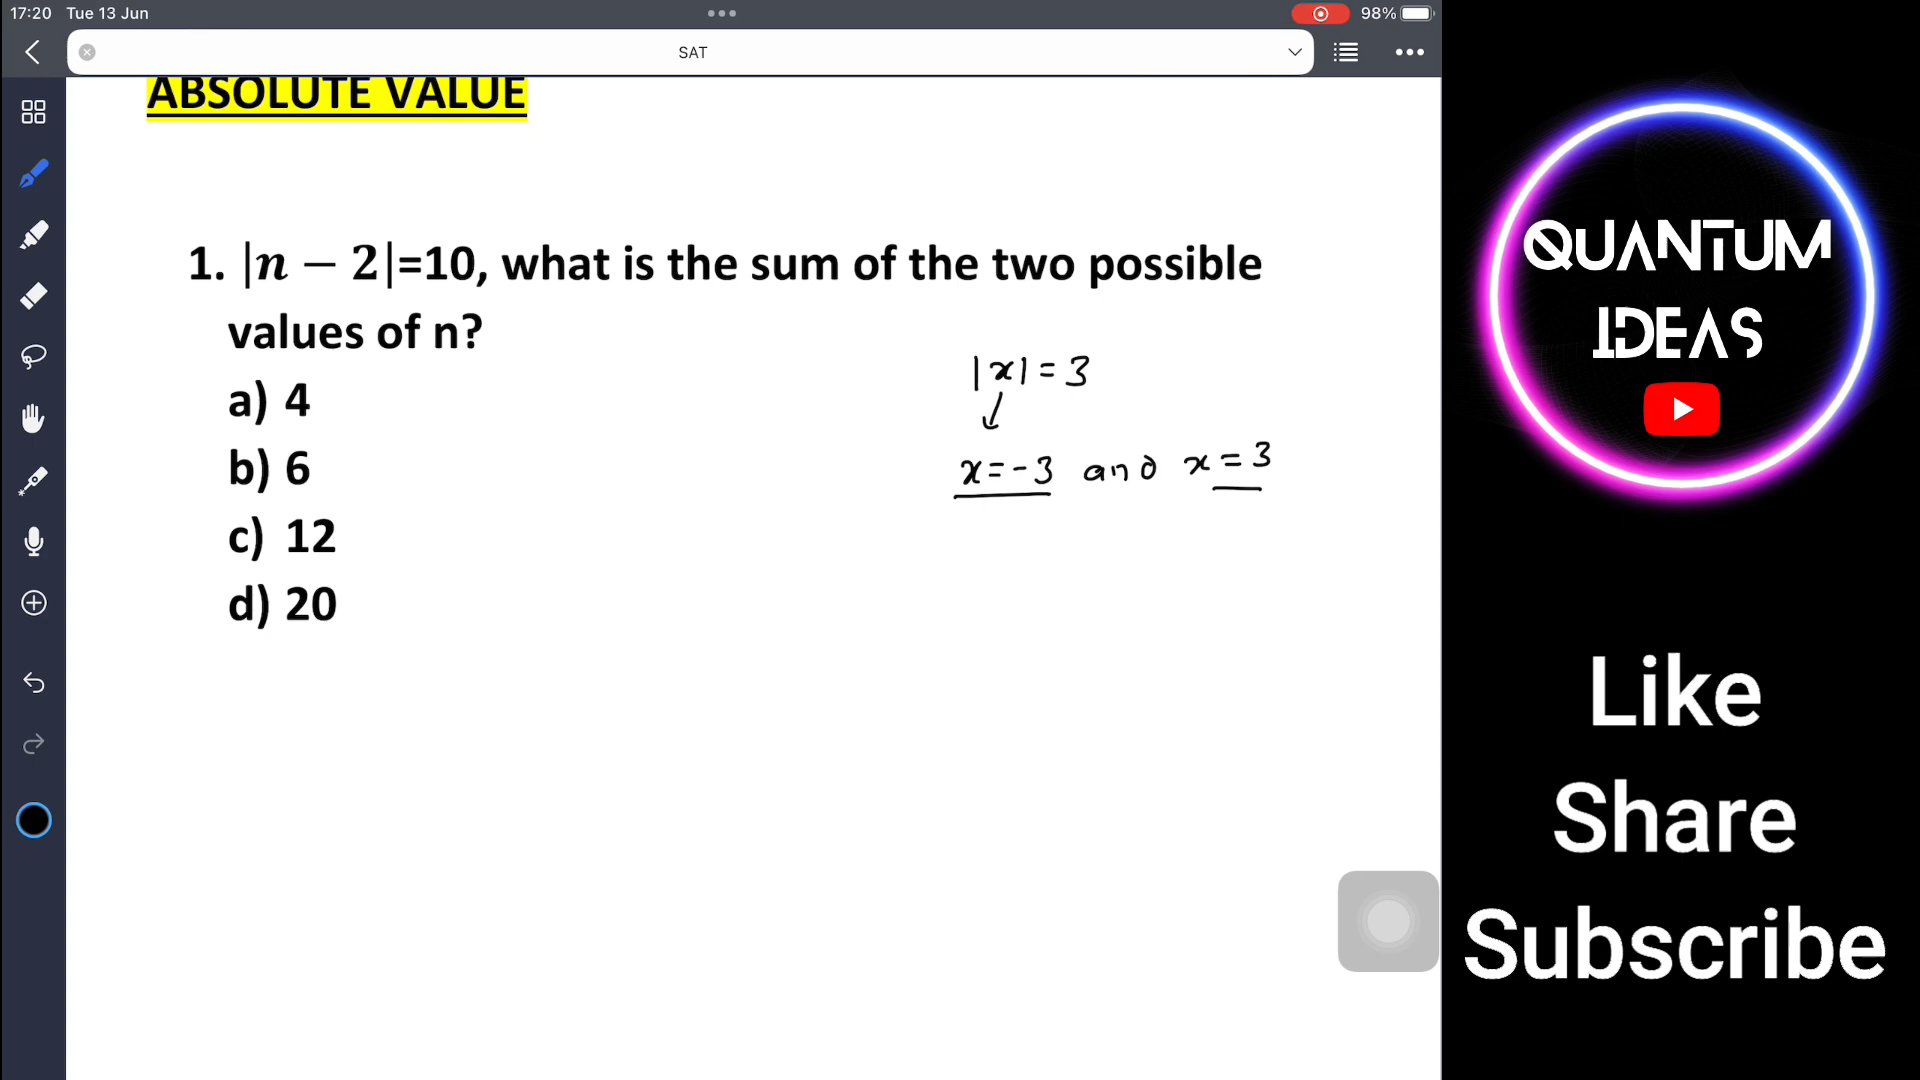 17:20 Tue 13 Jun
98%
SAT
ABSOLUTE VALUE
1. |n − 2|=10, what is the sum of the two possible
values of n?
a) 4
b) 6
c) 12
d) 20
|x| = 3
x = -3 and x = 3
QUANTUM
IDEAS
Like
Share
Subscribe